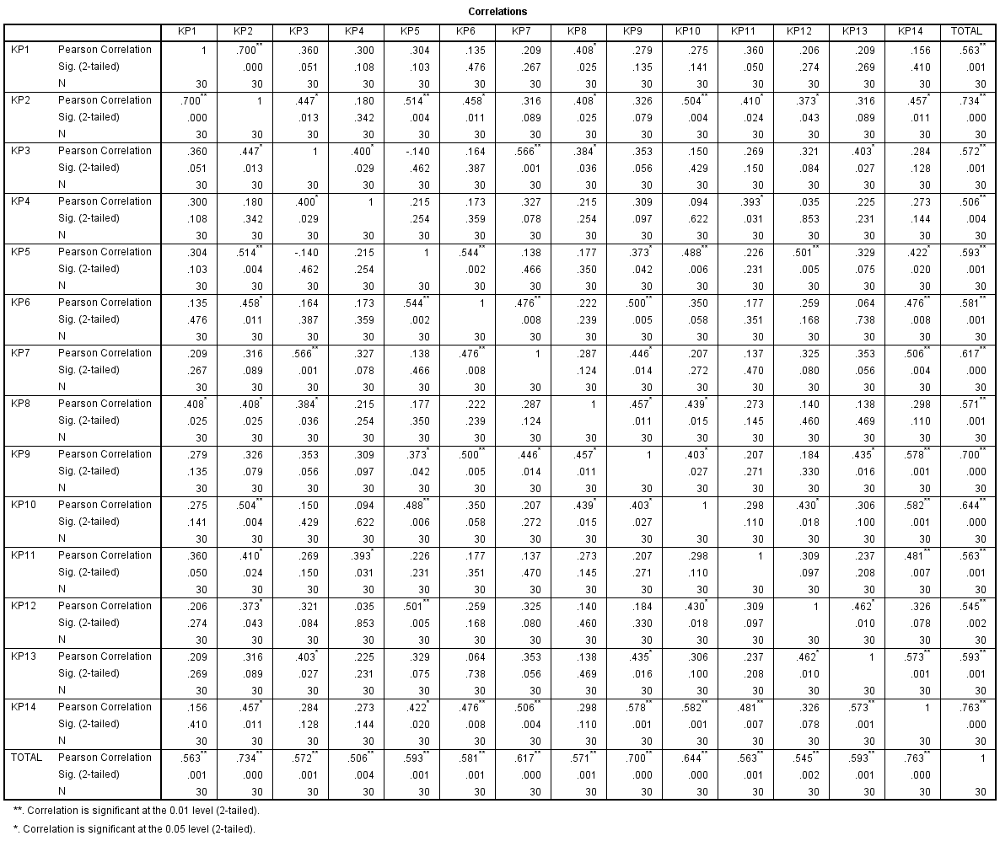 Correlations
KP1 KP2 KP3 KP4 KP5 KP6 KP7 KP8 KP9 KP10 KP11 KP12 KP13 KP14 TOTAL
KP1 Pearson Correlation 1 .700** .360 .300 .304 .135 .209 .408* .279 .275 .360 .206 .209 .156 .563**
Sig. (2-tailed) .000 .051 .108 .103 .476 .267 .025 .135 .141 .050 .274 .269 .410 .001
N 30 30 30 30 30 30 30 30 30 30 30 30 30 30 30
KP2 Pearson Correlation .700** 1 .447* .180 .514** .458* .316 .408* .326 .504** .410* .373* .316 .457* .734**
Sig. (2-tailed) .000 .013 .342 .004 .011 .089 .025 .079 .004 .024 .043 .089 .011 .000
N 30 30 30 30 30 30 30 30 30 30 30 30 30 30 30
KP3 Pearson Correlation .360 .447* 1 .400* -.140 .164 .566** .384* .353 .150 .269 .321 .403* .284 .572**
Sig. (2-tailed) .051 .013 .029 .462 .387 .001 .036 .056 .429 .150 .084 .027 .128 .001
N 30 30 30 30 30 30 30 30 30 30 30 30 30 30 30
KP4 Pearson Correlation .300 .180 .400* 1 .215 .173 .327 .215 .309 .094 .393* .035 .225 .273 .506**
Sig. (2-tailed) .108 .342 .029 .254 .359 .078 .254 .097 .622 .031 .853 .231 .144 .004
N 30 30 30 30 30 30 30 30 30 30 30 30 30 30 30
KP5 Pearson Correlation .304 .514** -.140 .215 1 .544** .138 .177 .373* .488** .226 .501** .329 .422* .593**
Sig. (2-tailed) .103 .004 .462 .254 .002 .466 .350 .042 .006 .231 .005 .075 .020 .001
N 30 30 30 30 30 30 30 30 30 30 30 30 30 30 30
KP6 Pearson Correlation .135 .458* .164 .173 .544** 1 .476** .222 .500** .350 .177 .259 .064 .476** .581**
Sig. (2-tailed) .476 .011 .387 .359 .002 .008 .239 .005 .058 .351 .168 .738 .008 .001
N 30 30 30 30 30 30 30 30 30 30 30 30 30 30 30
KP7 Pearson Correlation .209 .316 .566** .327 .138 .476** 1 .287 .446* .207 .137 .325 .353 .506** .617**
Sig. (2-tailed) .267 .089 .001 .078 .466 .008 .124 .014 .272 .470 .080 .056 .004 .000
N 30 30 30 30 30 30 30 30 30 30 30 30 30 30 30
KP8 Pearson Correlation .408* .408* .384* .215 .177 .222 .287 1 .457* .439* .273 .140 .138 .298 .571**
Sig. (2-tailed) .025 .025 .036 .254 .350 .239 .124 .011 .015 .145 .460 .469 .110 .001
N 30 30 30 30 30 30 30 30 30 30 30 30 30 30 30
KP9 Pearson Correlation .279 .326 .353 .309 .373* .500** .446* .457* 1 .403* .207 .184 .435* .578** .700**
Sig. (2-tailed) .135 .079 .056 .097 .042 .005 .014 .011 .027 .271 .330 .016 .001 .000
N 30 30 30 30 30 30 30 30 30 30 30 30 30 30 30
KP10 Pearson Correlation .275 .504** .150 .094 .488** .350 .207 .439* .403* 1 .298 .430* .306 .582** .644**
Sig. (2-tailed) .141 .004 .429 .622 .006 .058 .272 .015 .027 .110 .018 .100 .001 .000
N 30 30 30 30 30 30 30 30 30 30 30 30 30 30 30
KP11 Pearson Correlation .360 .410* .269 .393* .226 .177 .137 .273 .207 .298 1 .309 .237 .481** .563**
Sig. (2-tailed) .050 .024 .150 .031 .231 .351 .470 .145 .271 .110 .097 .208 .007 .001
N 30 30 30 30 30 30 30 30 30 30 30 30 30 30 30
KP12 Pearson Correlation .206 .373* .321 .035 .501** .259 .325 .140 .184 .430* .309 1 .462* .326 .545**
Sig. (2-tailed) .274 .043 .084 .853 .005 .168 .080 .460 .330 .018 .097 .010 .078 .002
N 30 30 30 30 30 30 30 30 30 30 30 30 30 30 30
KP13 Pearson Correlation .209 .316 .403* .225 .329 .064 .353 .138 .435* .306 .237 .462* 1 .573** .593**
Sig. (2-tailed) .269 .089 .027 .231 .075 .738 .056 .469 .016 .100 .208 .010 .001 .001
N 30 30 30 30 30 30 30 30 30 30 30 30 30 30 30
KP14 Pearson Correlation .156 .457* .284 .273 .422* .476** .506** .298 .578** .582** .481** .326 .573** 1 .763**
Sig. (2-tailed) .410 .011 .128 .144 .020 .008 .004 .110 .001 .001 .007 .078 .001 .000
N 30 30 30 30 30 30 30 30 30 30 30 30 30 30 30
TOTAL Pearson Correlation .563** .734** .572** .506** .593** .581** .617** .571** .700** .644** .563** .545** .593** .763** 1
Sig. (2-tailed) .001 .000 .001 .004 .001 .001 .000 .001 .000 .000 .001 .002 .001 .000
N 30 30 30 30 30 30 30 30 30 30 30 30 30 30 30
**. Correlation is significant at the 0.01 level (2-tailed).
*. Correlation is significant at the 0.05 level (2-tailed).